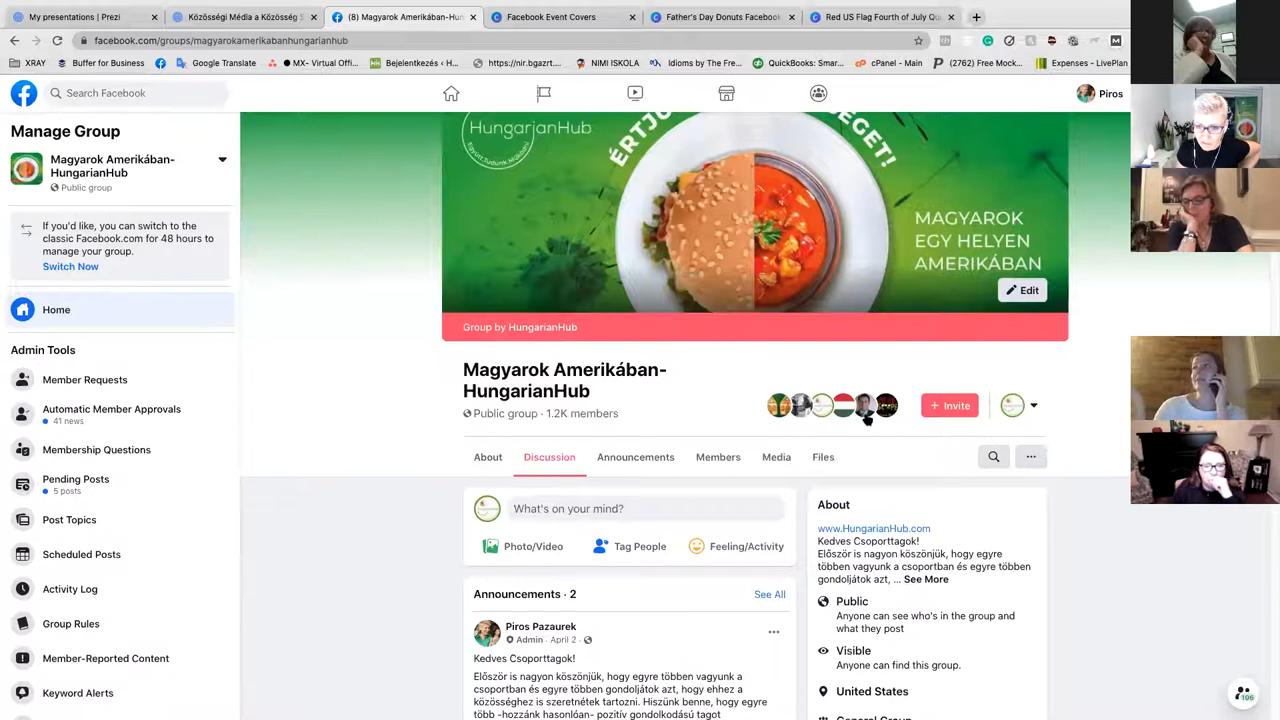 My presentations | Prezi
Közösségi Média a Közösség S
(8) Magyarok Amerikában-Hun
Facebook Event Covers
Father's Day Donuts Facebook
Red US Flag Fourth of July Qu
facebook.com/groups/magyarokamerikabanhungarianhub
XRAY
Buffer for Business
Google Translate
MX- Virtual Offi...
Bejelentkezés ‹ H...
https://nir.bgazrt...
NIMI ISKOLA
Idioms by The Fre...
QuickBooks: Smar...
cPanel - Main
(2762) Free Mock...
Expenses - LivePlan
Search Facebook
Piros
Manage Group
Magyarok Amerikában-
HungarianHub
Public group
If you'd like, you can switch to the
classic Facebook.com for 48 hours to
manage your group.
Switch Now
Home
Admin Tools
Member Requests
Automatic Member Approvals
41 news
Membership Questions
Pending Posts
5 posts
Post Topics
Scheduled Posts
Activity Log
Group Rules
Member-Reported Content
Keyword Alerts
HungarianHub
MAGYAROK
EGY HELYEN
AMERIKÁBAN
Edit
Group by HungarianHub
Magyarok Amerikában-
HungarianHub
Public group · 1.2K members
+ Invite
About
Discussion
Announcements
Members
Media
Files
What's on your mind?
Photo/Video
Tag People
Feeling/Activity
Announcements · 2
See All
Piros Pazaurek
Admin · April 2 ·
Kedves Csoporttagok!
Először is nagyon köszönjük, hogy egyre többen vagyunk a
csoportban és egyre többen gondoljátok azt, hogy ehhez a
közösséghez is szeretnétek tartozni. Hiszünk benne, hogy egyre
több -hozzánk hasonlóan- pozitív gondolkodású tagot
About
www.HungarianHub.com
Kedves Csoporttagok!
Először is nagyon köszönjük, hogy egyre
többen vagyunk a csoportban és egyre többen
gondoljátok azt, ... See More
Public
Anyone can see who's in the group and
what they post
Visible
Anyone can find this group.
United States
General Group